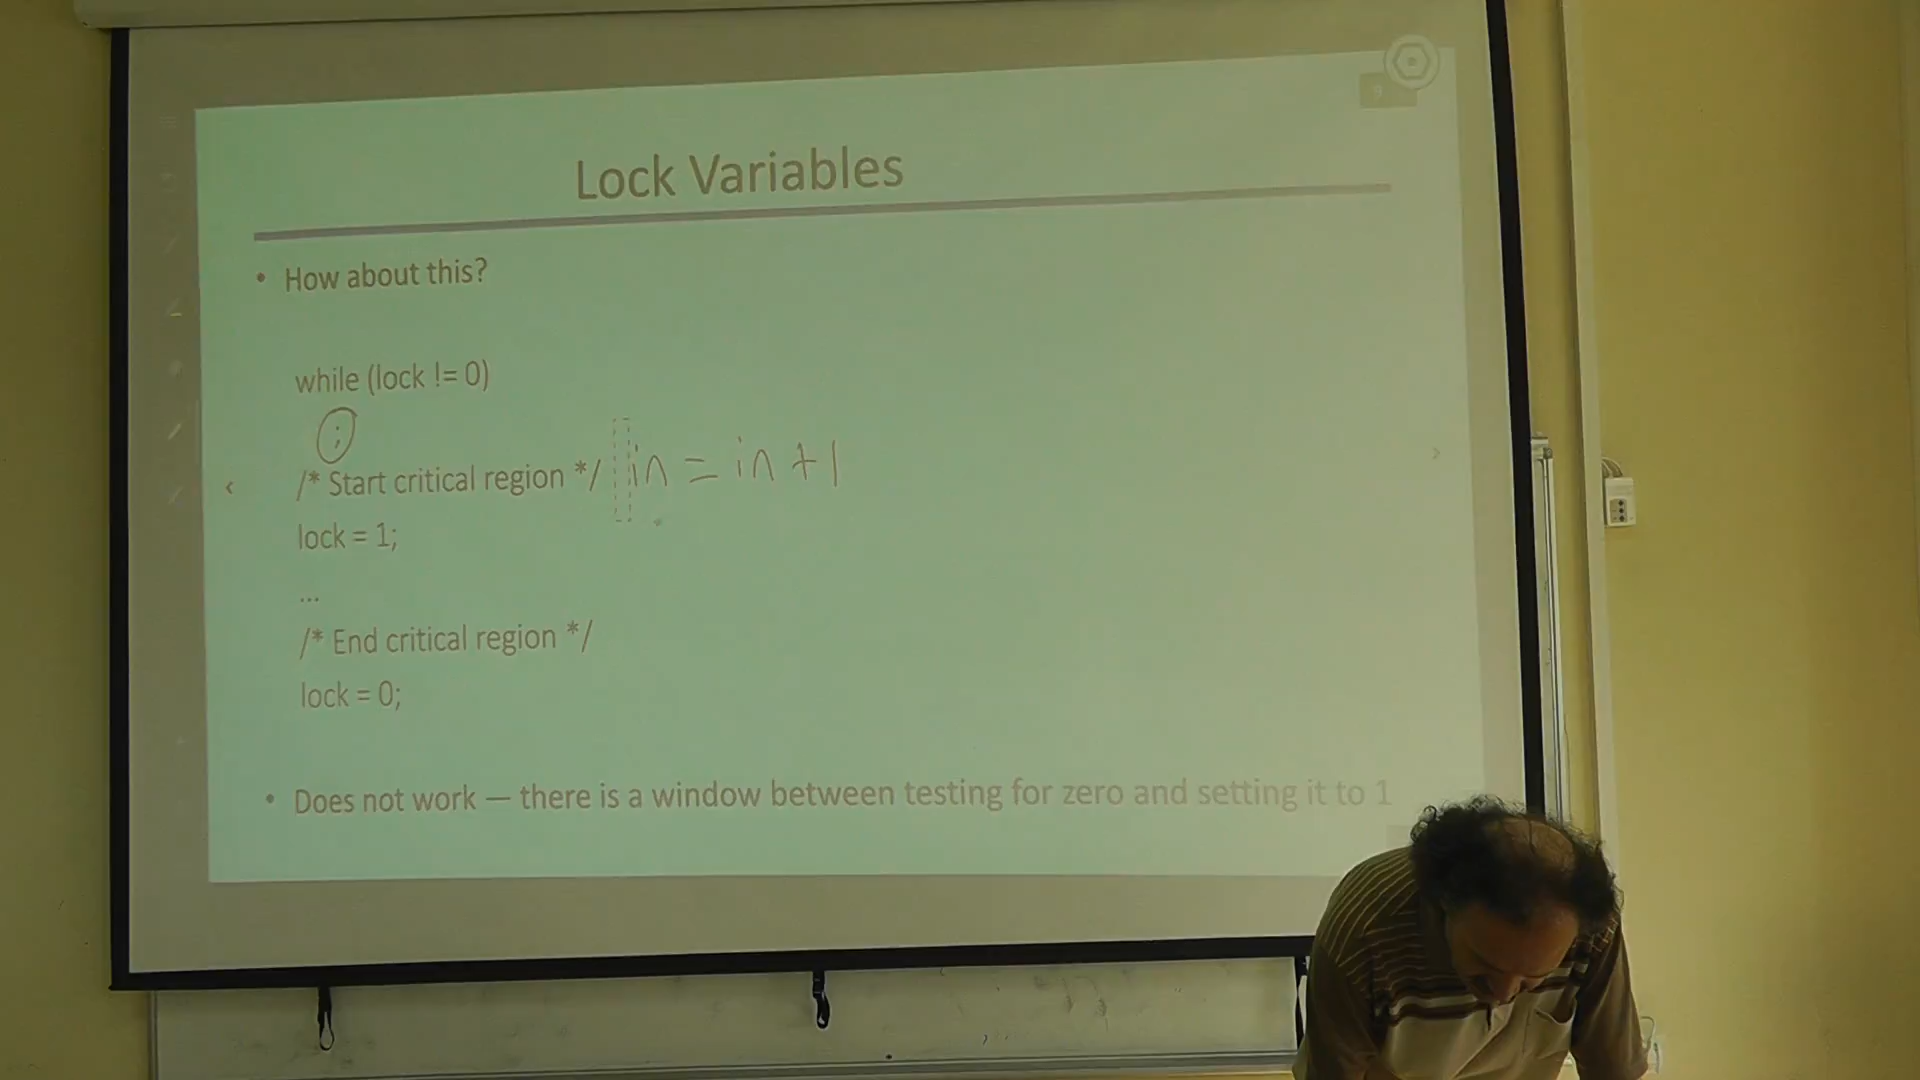 Lock Variables
• How about this?
while (lock != 0)
;
/* Start critical region */ in = in + 1
lock = 1;
...
/* End critical region */
lock = 0;
• Does not work — there is a window between testing for zero and setting it to 1